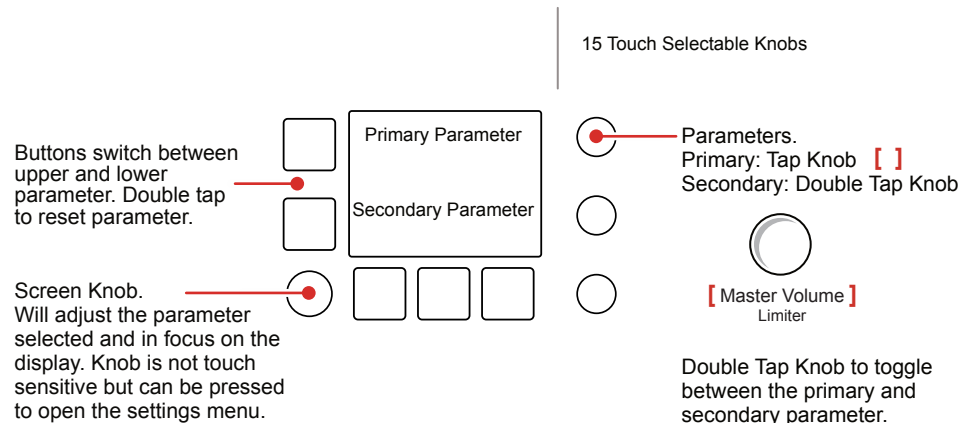 15 Touch Selectable Knobs
Buttons switch between
upper and lower
parameter. Double tap
to reset parameter.
Primary Parameter
Secondary Parameter
Parameters.
Primary: Tap Knob [ ]
Secondary: Double Tap Knob
Screen Knob.
Will adjust the parameter
selected and in focus on the
display. Knob is not touch
sensitive but can be pressed
to open the settings menu.
[ Master Volume ]
Limiter
Double Tap Knob to toggle
between the primary and
secondary parameter.